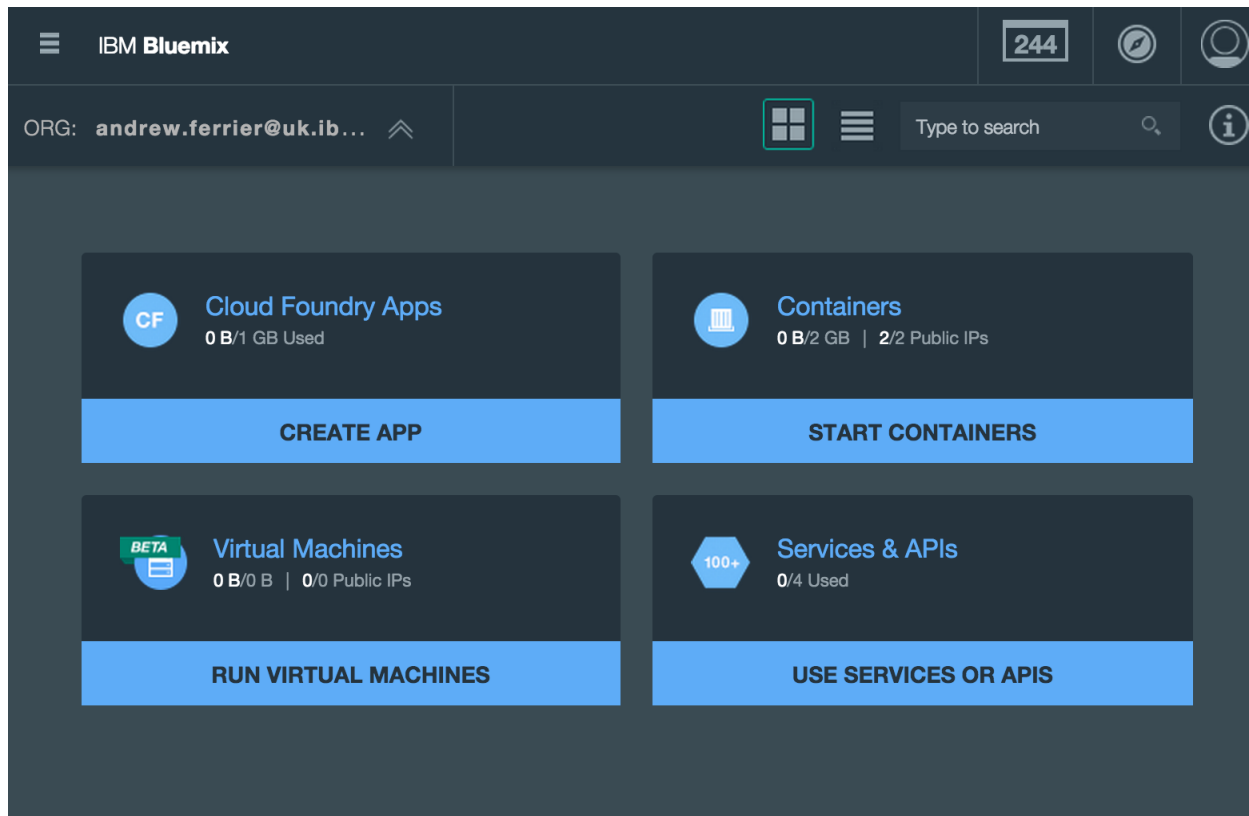 IBM Bluemix
244
ORG: andrew.ferrier@uk.ib...
Type to search
CF
Cloud Foundry Apps
0 B/1 GB Used
CREATE APP
Containers
0 B/2 GB | 2/2 Public IPs
START CONTAINERS
BETA
Virtual Machines
0 B/0 B | 0/0 Public IPs
RUN VIRTUAL MACHINES
100+
Services & APIs
0/4 Used
USE SERVICES OR APIS